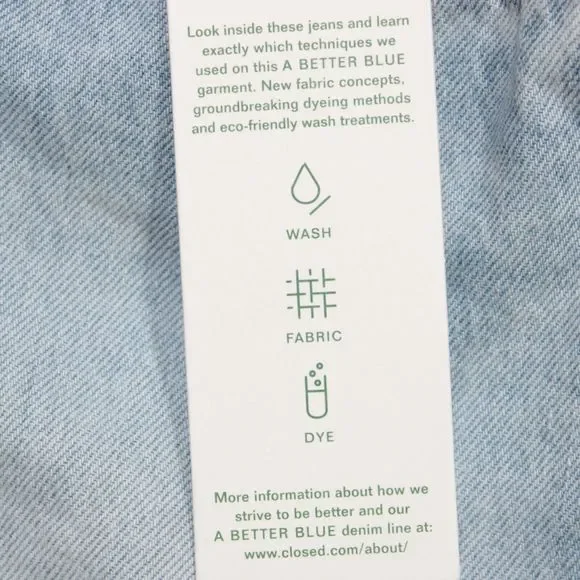 Look inside these jeans and learn
exactly which techniques we
used on this A BETTER BLUE
garment. New fabric concepts,
groundbreaking dyeing methods
and eco-friendly wash treatments.
WASH
FABRIC
DYE
More information about how we
strive to be better and our
A BETTER BLUE denim line at:
www.closed.com/about/